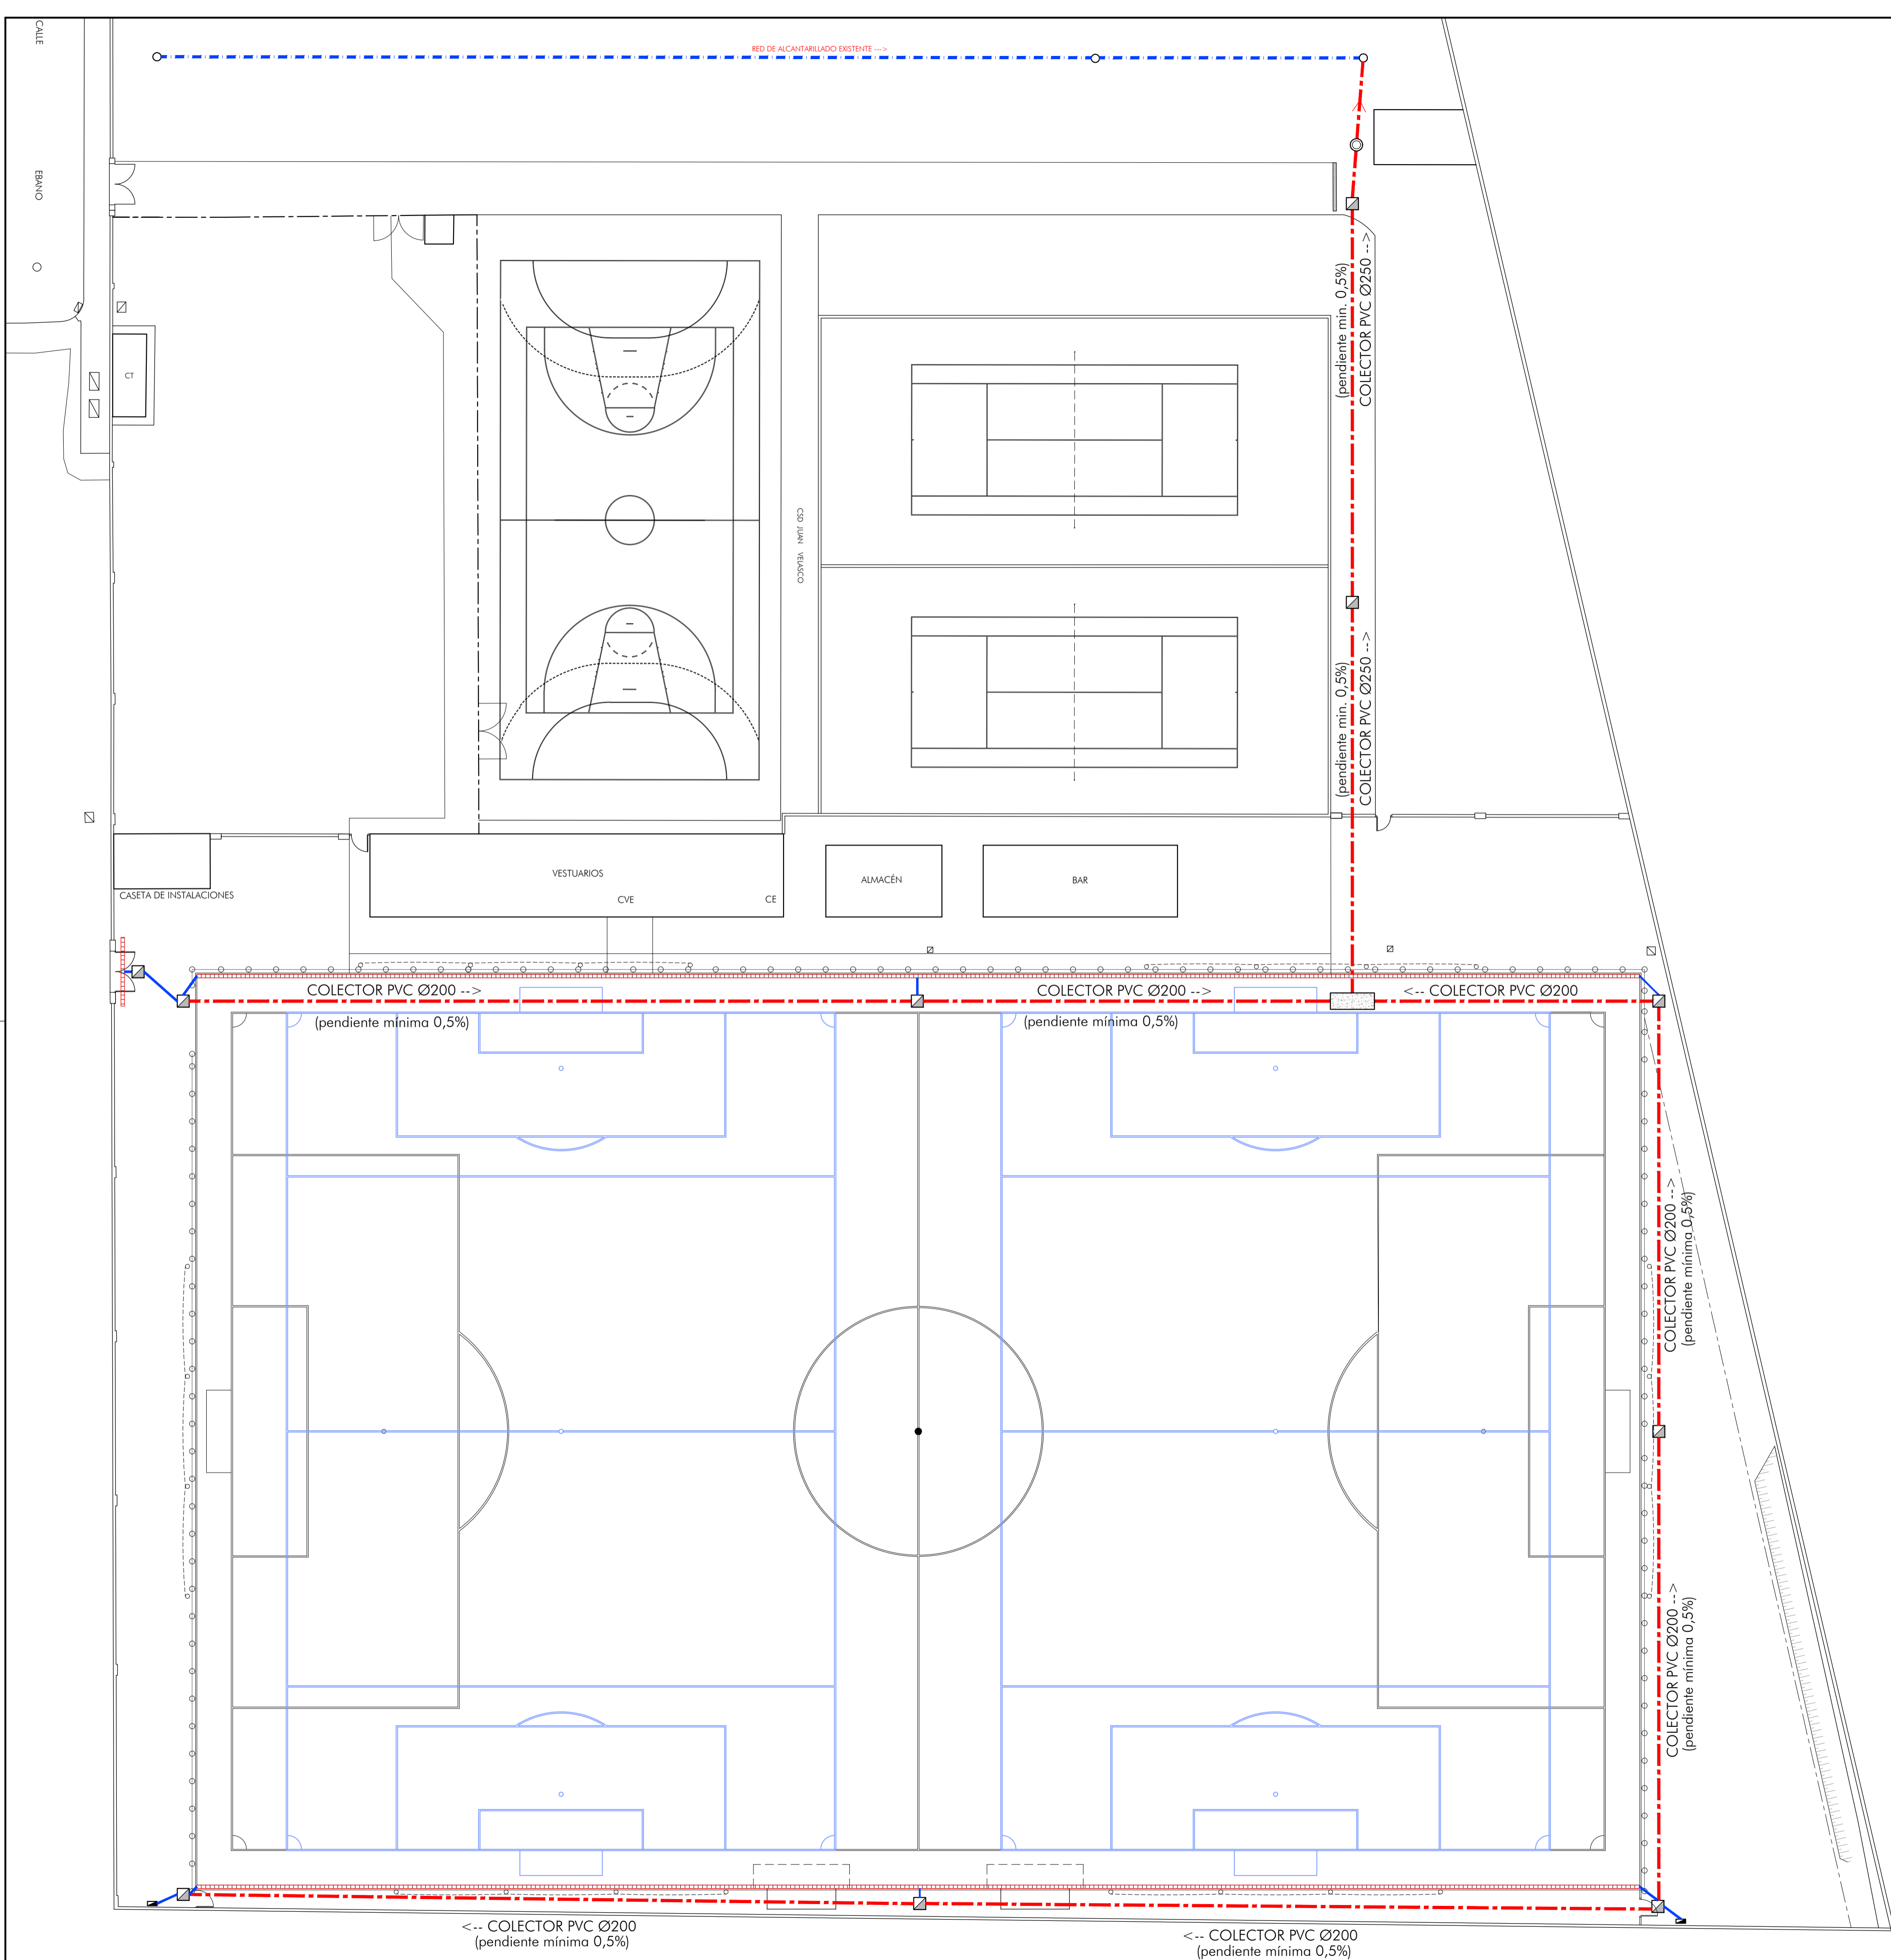 CALLE
EBANO
RED DE ALCANTARILLADO EXISTENTE --->
(pendiente min. 0,5%)
COLECTOR PVC Ø250 -->
CT
CSD JUAN VELASCO
(pendiente min. 0,5%)
COLECTOR PVC Ø250 -->
VESTUARIOS
CVE
CE
ALMACÉN
BAR
CASETA DE INSTALACIONES
COLECTOR PVC Ø200 -->
(pendiente mínima 0,5%)
COLECTOR PVC Ø200 -->
(pendiente mínima 0,5%)
<-- COLECTOR PVC Ø200
COLECTOR PVC Ø200 -->
(pendiente mínima 0,5%)
COLECTOR PVC Ø200 -->
(pendiente mínima 0,5%)
<-- COLECTOR PVC Ø200
(pendiente mínima 0,5%)
<-- COLECTOR PVC Ø200
(pendiente mínima 0,5%)